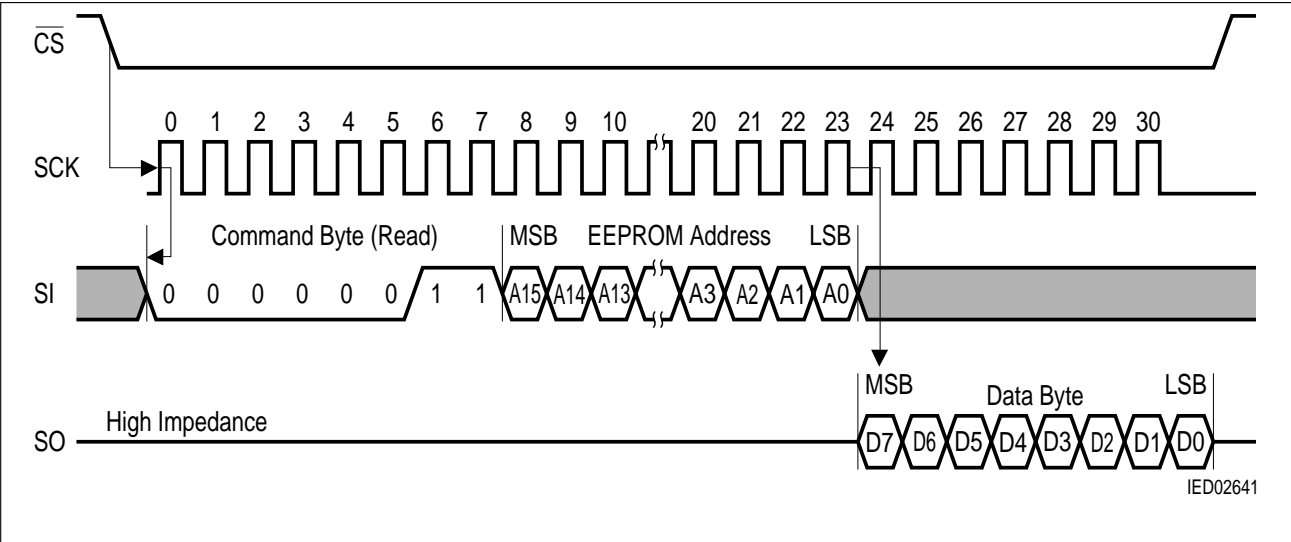 CS
0 1 2 3 4 5 6 7 8 9 10 20 21 22 23 24 25 26 27 28 29 30
SCK
Command Byte (Read) MSB EEPROM Address LSB
SI 0 0 0 0 0 0 1 1 A15 A14 A13 A3 A2 A1 A0
MSB Data Byte LSB
High Impedance
SO D7 D6 D5 D4 D3 D2 D1 D0
IED02641